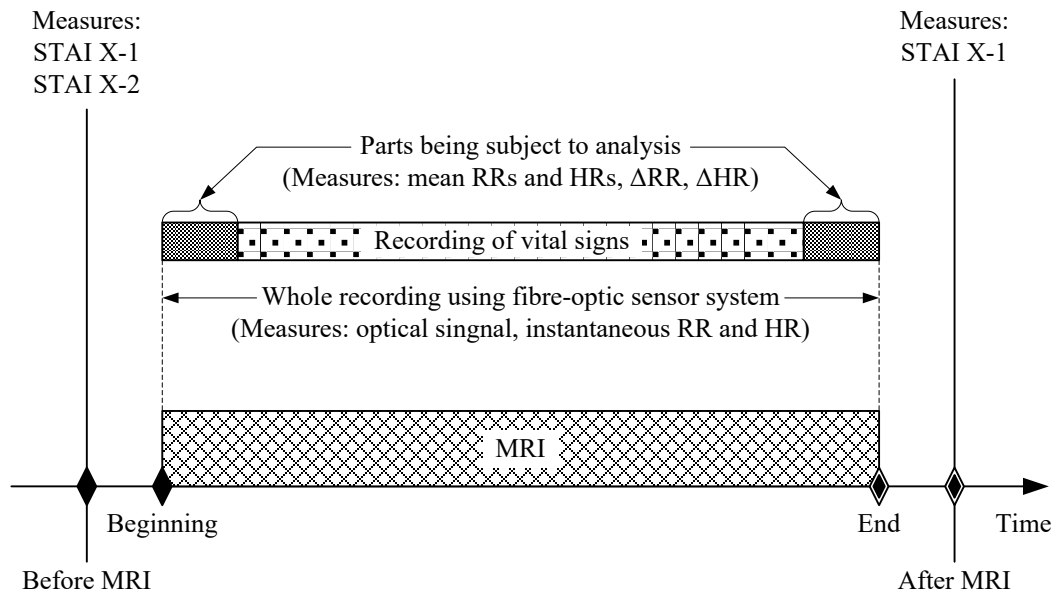 Measures:
STAI X-1
STAI X-2
Measures:
STAI X-1
Parts being subject to analysis
(Measures: mean RRs and HRs, ΔRR, ΔHR)
Recording of vital signs
Whole recording using fibre-optic sensor system
(Measures: optical singnal, instantaneous RR and HR)
MRI
Beginning
End
Time
Before MRI
After MRI